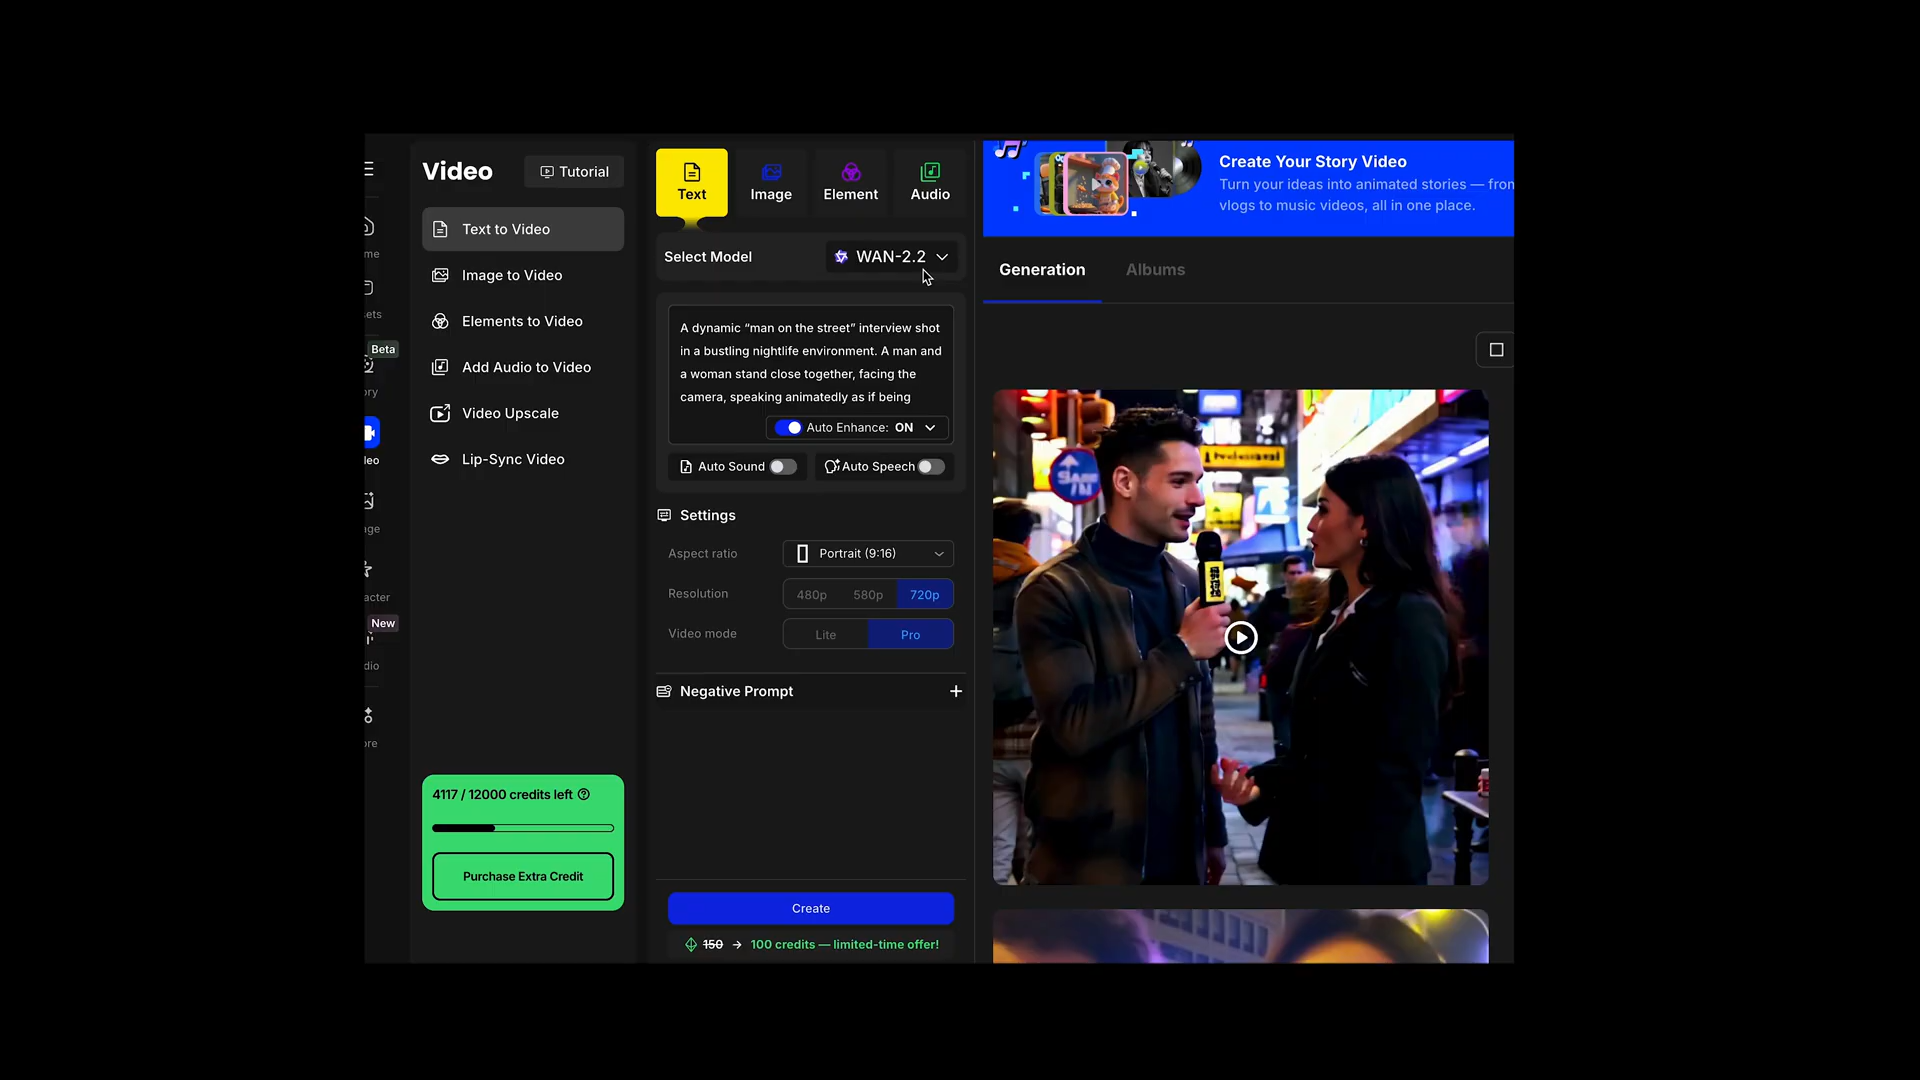 Video
Tutorial
Text to Video
Image to Video
Elements to Video
Add Audio to Video
Video Upscale
Lip-Sync Video
Beta
New
4117 / 12000 credits left
Purchase Extra Credit
Text
Image
Element
Audio
Select Model
WAN-2.2
A dynamic “man on the street” interview shot
in a bustling nightlife environment. A man and
a woman stand close together, facing the
camera, speaking animatedly as if being
Auto Enhance: ON
Auto Sound
Auto Speech
Settings
Aspect ratio
Portrait (9:16)
Resolution
480p
580p
720p
Video mode
Lite
Pro
Negative Prompt
Create
150 → 100 credits — limited-time offer!
Create Your Story Video
Turn your ideas into animated stories — from
vlogs to music videos, all in one place.
Generation
Albums